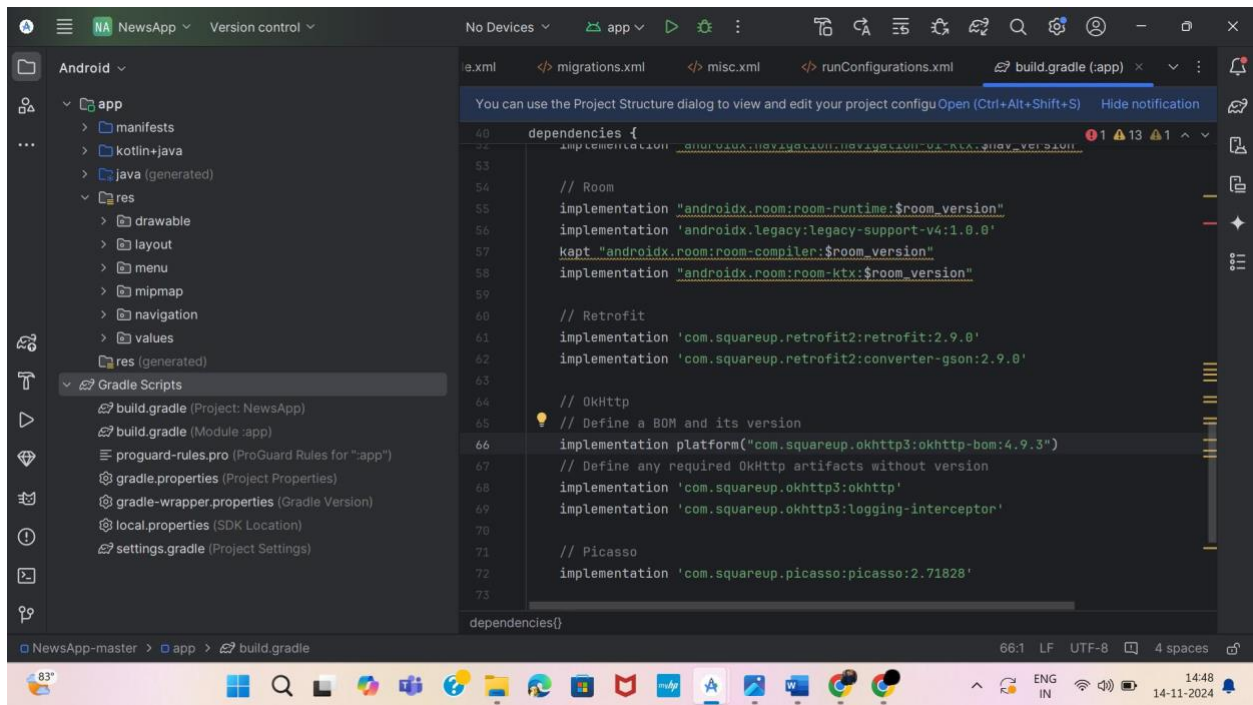 NA NewsApp Version control No Devices app
Android
app
manifests
kotlin+java
java (generated)
res
drawable
layout
menu
mipmap
navigation
values
res (generated)
Gradle Scripts
build.gradle (Project: NewsApp)
build.gradle (Module :app)
proguard-rules.pro (ProGuard Rules for ":app")
gradle.properties (Project Properties)
gradle-wrapper.properties (Gradle Version)
local.properties (SDK Location)
settings.gradle (Project Settings)
e.xml migrations.xml misc.xml runConfigurations.xml build.gradle (:app)
You can use the Project Structure dialog to view and edit your project configu Open (Ctrl+Alt+Shift+S) Hide notification
40 dependencies { 1 13 1
52 implementation "androidx.navigation:navigation-ui-ktx:$nav_version"
53
54 // Room
55 implementation "androidx.room:room-runtime:$room_version"
56 implementation 'androidx.legacy:legacy-support-v4:1.0.0'
57 kapt "androidx.room:room-compiler:$room_version"
58 implementation "androidx.room:room-ktx:$room_version"
59
60 // Retrofit
61 implementation 'com.squareup.retrofit2:retrofit:2.9.0'
62 implementation 'com.squareup.retrofit2:converter-gson:2.9.0'
63
64 // OkHttp
65 // Define a BOM and its version
66 implementation platform("com.squareup.okhttp3:okhttp-bom:4.9.3")
67 // Define any required OkHttp artifacts without version
68 implementation 'com.squareup.okhttp3:okhttp'
69 implementation 'com.squareup.okhttp3:logging-interceptor'
70
71 // Picasso
72 implementation 'com.squareup.picasso:picasso:2.71828'
73
dependencies{}
NewsApp-master > app > build.gradle 66:1 LF UTF-8 4 spaces
83°
myhp
ENG
IN
14:48
14-11-2024